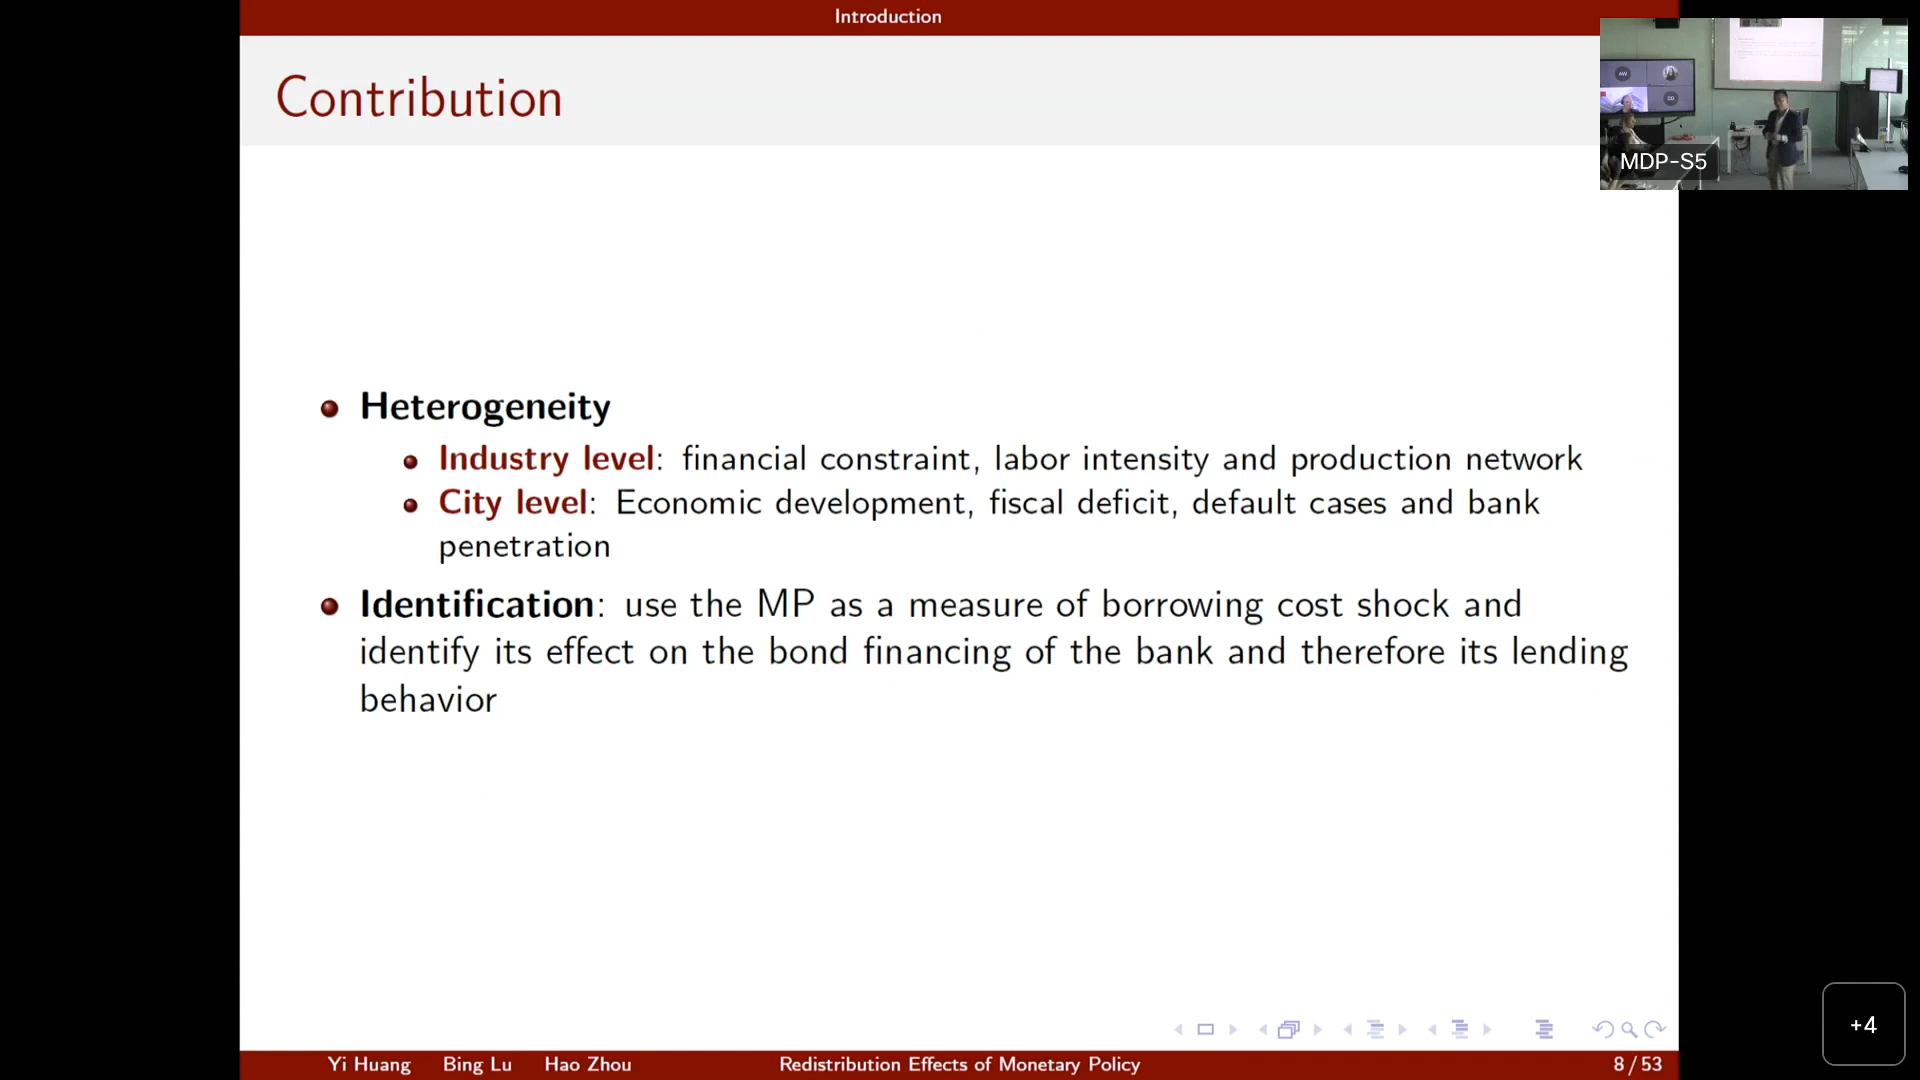 Introduction
Contribution
Heterogeneity
Industry level: financial constraint, labor intensity and production network
City level: Economic development, fiscal deficit, default cases and bank
penetration
Identification: use the MP as a measure of borrowing cost shock and
identify its effect on the bond financing of the bank and therefore its lending
behavior
Yi Huang Bing Lu Hao Zhou Redistribution Effects of Monetary Policy 8 / 53
MDP-S5
+4